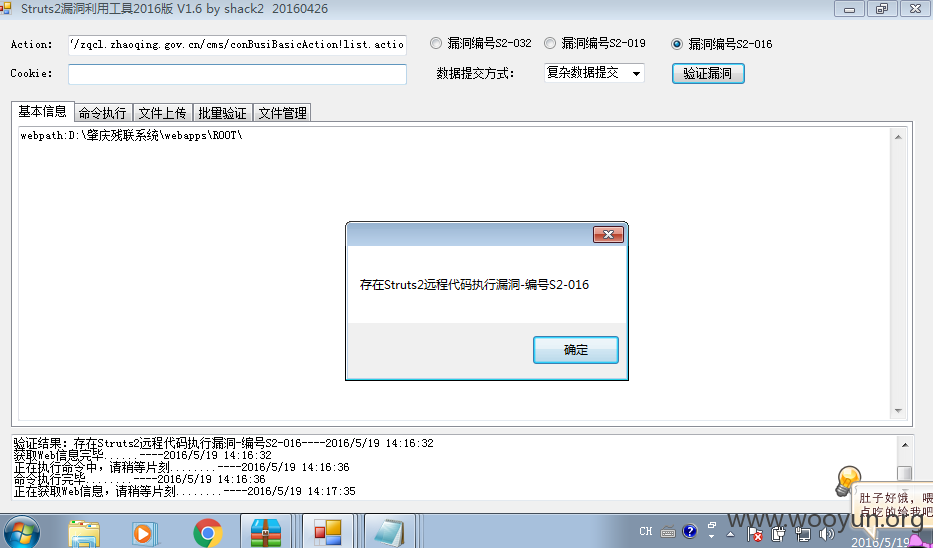 Struts2漏洞利用工具2016版 V1.6 by shack2 20160426
Action: '/zqcl.zhaoqing.gov.cn/cms/conBusiBasicAction!list.actio 漏洞编号S2-032 漏洞编号S2-019 漏洞编号S2-016
Cookie: 数据提交方式: 复杂数据提交 验证漏洞
基本信息 命令执行 文件上传 批量验证 文件管理
webpath:D:\肇庆残联系统\webapps\ROOT\
存在Struts2远程代码执行漏洞-编号S2-016
确定
验证结果: 存在Struts2远程代码执行漏洞-编号S2-016----2016/5/19 14:16:32
获取Web信息完毕......----2016/5/19 14:16:32
正在执行命令中，请稍等片刻........----2016/5/19 14:16:36
命令执行完毕........----2016/5/19 14:16:36
正在获取Web信息，请稍等片刻........----2016/5/19 14:17:35
肚子好饿，喂
点吃的给我吧
www.wooyun.org
CH
2016/5/19